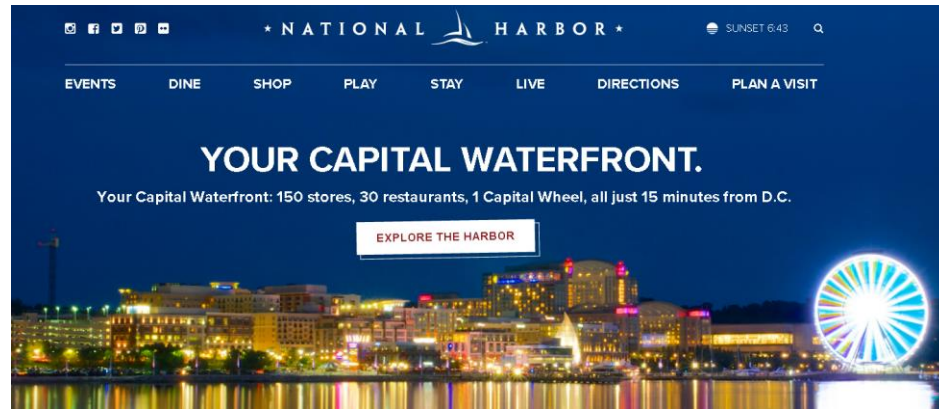 NATIONAL HARBOR
SUNSET 6:43
EVENTS DINE SHOP PLAY STAY LIVE DIRECTIONS PLAN A VISIT
YOUR CAPITAL WATERFRONT.
Your Capital Waterfront: 150 stores, 30 restaurants, 1 Capital Wheel, all just 15 minutes from D.C.
EXPLORE THE HARBOR